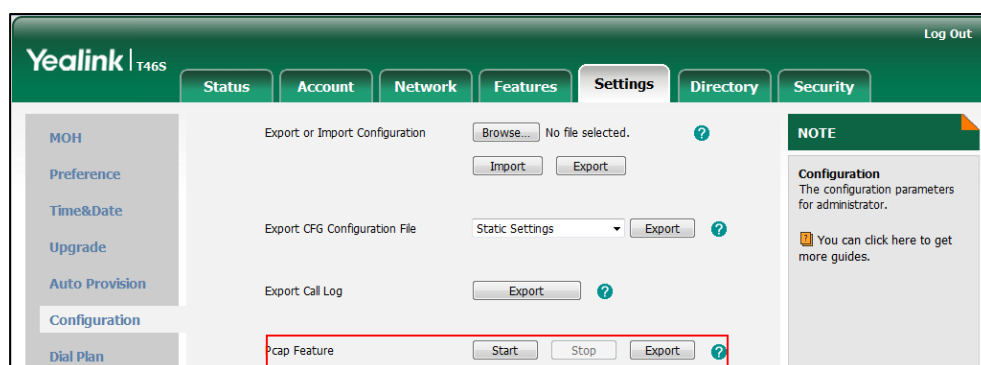 Log Out
Yealink | T46S
Status Account Network Features Settings Directory Security
MOH
Preference
Time&Date
Upgrade
Auto Provision
Configuration
Dial Plan
Export or Import Configuration Browse... No file selected. ?
Import Export
Export CFG Configuration File Static Settings Export ?
Export Call Log Export ?
Pcap Feature Start Stop Export ?
NOTE
Configuration
The configuration parameters
for administrator.
? You can click here to get
more guides.